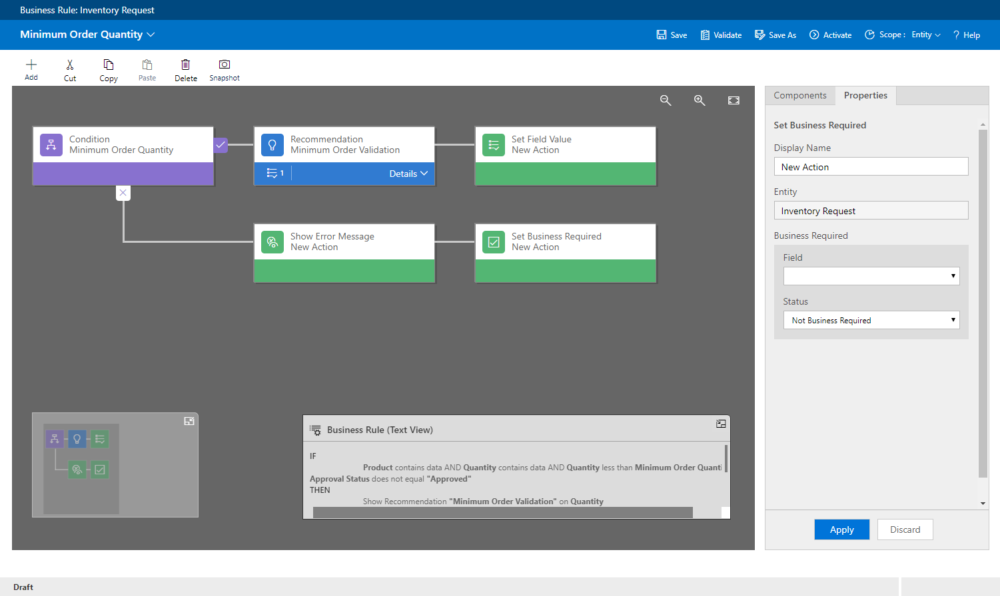 Business Rule: Inventory Request
Minimum Order Quantity
Save
Validate
Save As
Activate
Scope :
Entity
? Help
Add
Cut
Copy
Paste
Delete
Snapshot
Condition
Minimum Order Quantity
Recommendation
Minimum Order Validation
1
Details
Set Field Value
New Action
Show Error Message
New Action
Set Business Required
New Action
Business Rule (Text View)
IF
Product contains data AND Quantity contains data AND Quantity less than Minimum Order Quanti
Approval Status does not equal "Approved"
THEN
Show Recommendation "Minimum Order Validation" on Quantity
Components
Properties
Set Business Required
Display Name
New Action
Entity
Inventory Request
Business Required
Field
Status
Not Business Required
Apply
Discard
Draft